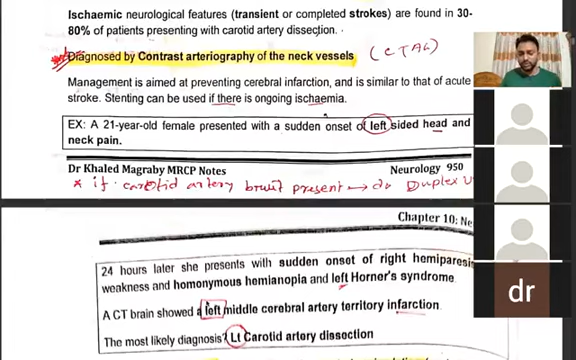 Ischaemic neurological features (transient or completed strokes) are found in 30-
80% of patients presenting with carotid artery dissection.
Diagnosed by Contrast arteriography of the neck vessels (CTAG)
Management is aimed at preventing cerebral infarction, and is similar to that of acute
stroke. Stenting can be used if there is ongoing ischaemia.
EX: A 21-year-old female presented with a sudden onset of left sided head and
neck pain.
Dr Khaled Magraby MRCP Notes Neurology 950
* if carotid artery bruit present → do Duplex U
Chapter 10: Ne
24 hours later she presents with sudden onset of right hemiparesis
weakness and homonymous hemianopia and left Horner's syndrome
A CT brain showed a left middle cerebral artery territory infarction
The most likely diagnosis? Lt Carotid artery dissection
dr